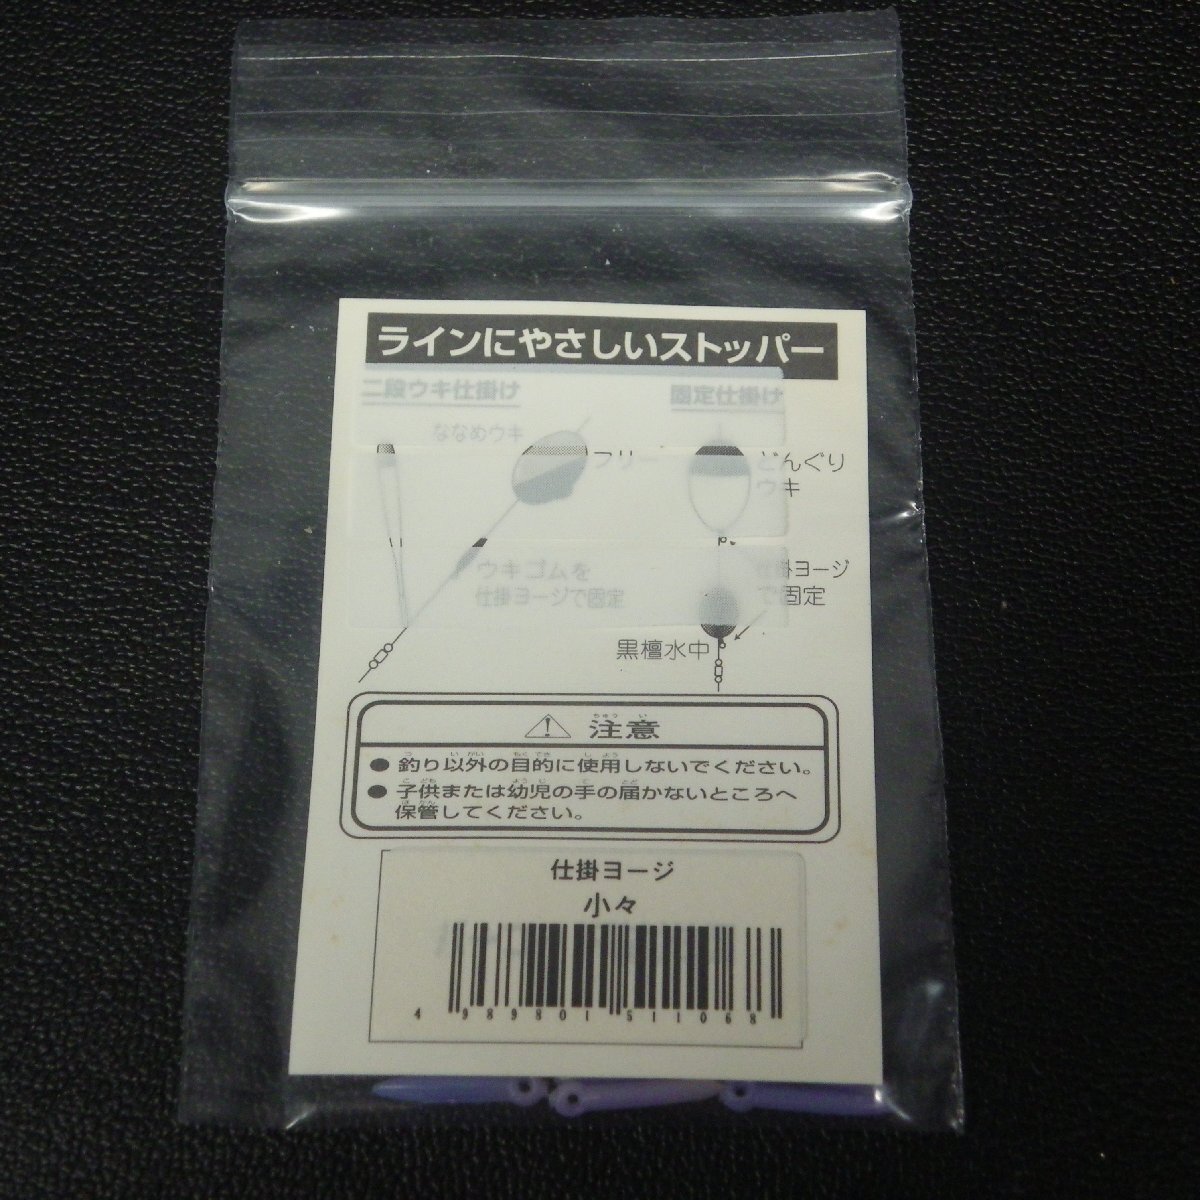 ラインにやさしいストッパー
二段ウキ仕掛け
固定仕掛け
ななめウキ
フリー
どんぐり
ウキ
ウキゴムを
仕掛ヨージで固定
仕掛ヨージ
で固定
黒檀水中
注意
ちゅう い
● 釣り以外の目的に使用しないでください。
● 子供または幼児の手の届かないところへ
保管してください。
仕掛ヨージ
小々
4 989801 511068